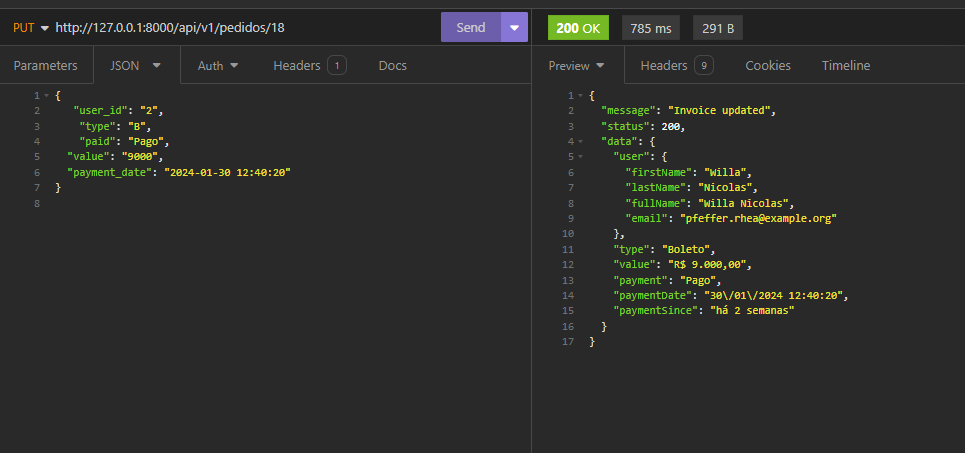 PUT http://127.0.0.1:8000/api/v1/pedidos/18 Send
Parameters JSON Auth Headers 1 Docs
1 {
2 "user_id": "2",
3 "type": "B",
4 "paid": "Pago",
5 "value": "9000",
6 "payment_date": "2024-01-30 12:40:20"
7 }
8
200 OK 785 ms 291 B
Preview Headers 9 Cookies Timeline
1 {
2 "message": "Invoice updated",
3 "status": 200,
4 "data": {
5 "user": {
6 "firstName": "Willa",
7 "lastName": "Nicolas",
8 "fullName": "Willa Nicolas",
9 "email": "pfeffer.rhea@example.org"
10 },
11 "type": "Boleto",
12 "value": "R$ 9.000,00",
13 "payment": "Pago",
14 "paymentDate": "30\/01\/2024 12:40:20",
15 "paymentSince": "há 2 semanas"
16 }
17 }